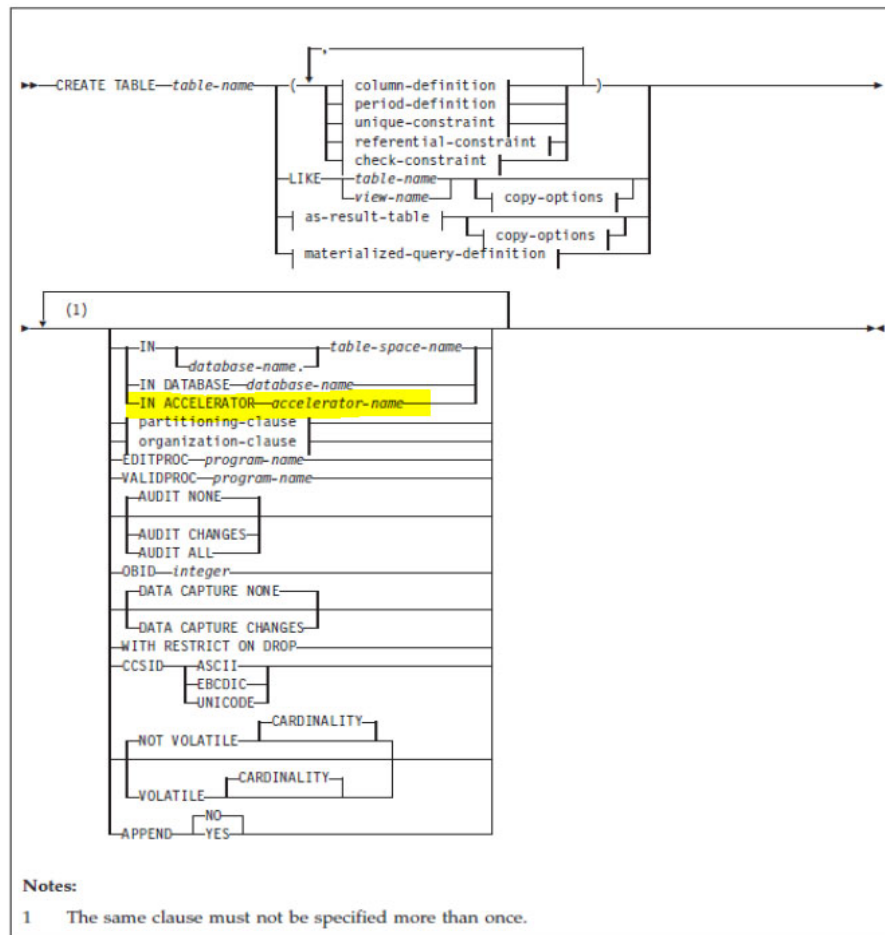 ,
CREATE TABLE table-name (
column-definition )
period-definition
unique-constraint
referential-constraint
check-constraint
LIKE table-name
view-name copy-options
as-result-table
copy-options
materialized-query-definition
(1)
IN table-space-name
database-name.
IN DATABASE database-name
IN ACCELERATOR accelerator-name
partitioning-clause
organization-clause
EDITPROC program-name
VALIDPROC program-name
AUDIT NONE
AUDIT CHANGES
AUDIT ALL
OBID integer
DATA CAPTURE NONE
DATA CAPTURE CHANGES
WITH RESTRICT ON DROP
CCSID ASCII
EBCDIC
UNICODE
CARDINALITY
NOT VOLATILE
CARDINALITY
VOLATILE
NO
APPEND YES
Notes:
1 The same clause must not be specified more than once.